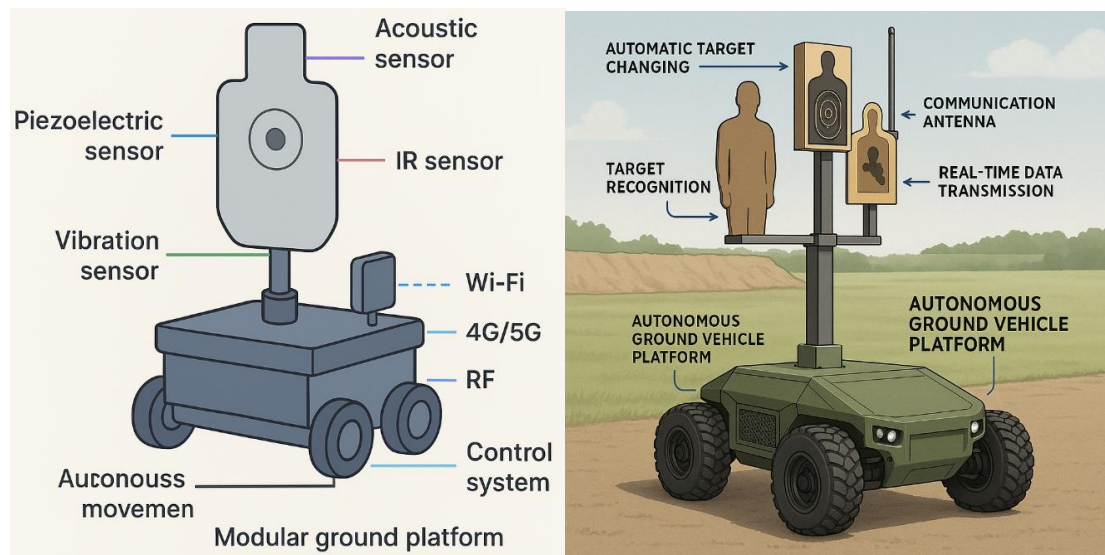 Acoustic
sensor
Piezoelectric
sensor
IR sensor
Vibration
sensor
Wi-Fi
4G/5G
RF
Control
system
Autonouss
movemen
Modular ground platform
AUTOMATIC TARGET
CHANGING
COMMUNICATION
ANTENNA
TARGET
RECOGNITION
REAL-TIME DATA
TRANSMISSION
AUTONOMOUS
GROUND VEHICLE
PLATFORM
AUTONOMOUS
GROUND VEHICLE
PLATFORM